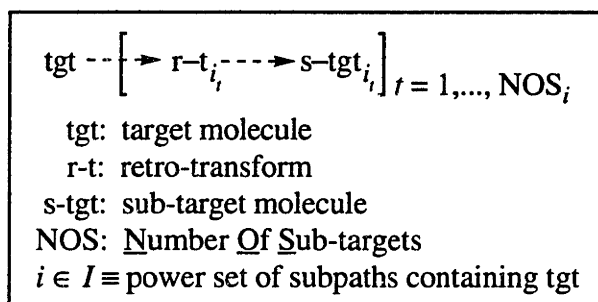 tgt --[-→ r–t_{i_t} ----→ s–tgt_{i_t}] t = 1,..., NOS_i
tgt: target molecule
r-t: retro-transform
s-tgt: sub-target molecule
NOS: Number Of Sub-targets
i ∈ I ≡ power set of subpaths containing tgt